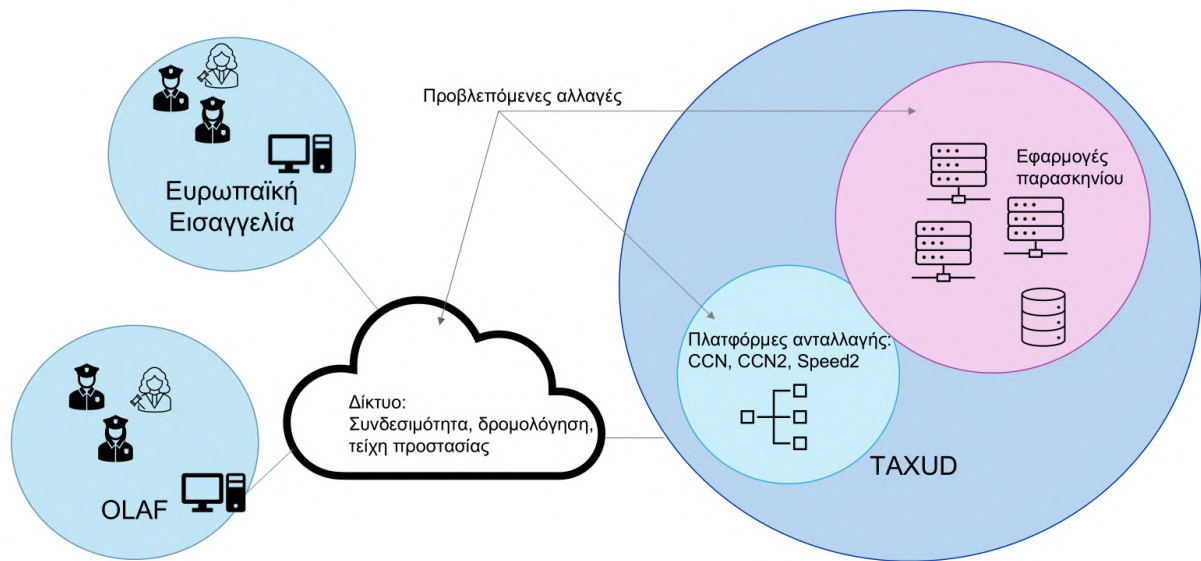 Ευρωπαϊκή
Εισαγγελία
OLAF
Προβλεπόμενες αλλαγές
Δίκτυο:
Συνδεσιμότητα, δρομολόγηση,
τείχη προστασίας
Εφαρμογές
παρασκηνίου
Πλατφόρμες ανταλλαγής:
CCN, CCN2, Speed2
TAXUD